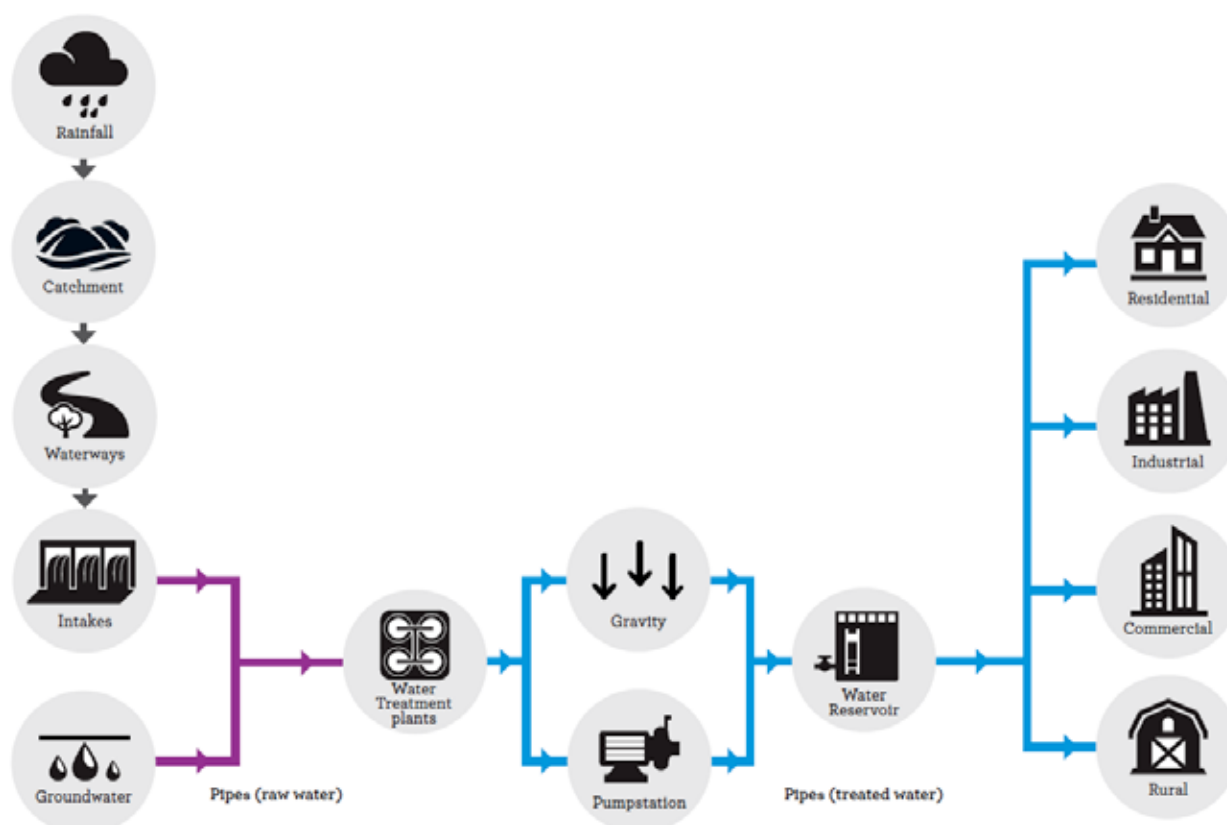 Rainfall
Catchment
Waterways
Intakes
Groundwater
Pipes (raw water)
Water
Treatment
plants
Gravity
Pumpstation
Pipes (treated water)
Water
Reservoir
Residential
Industrial
Commercial
Rural